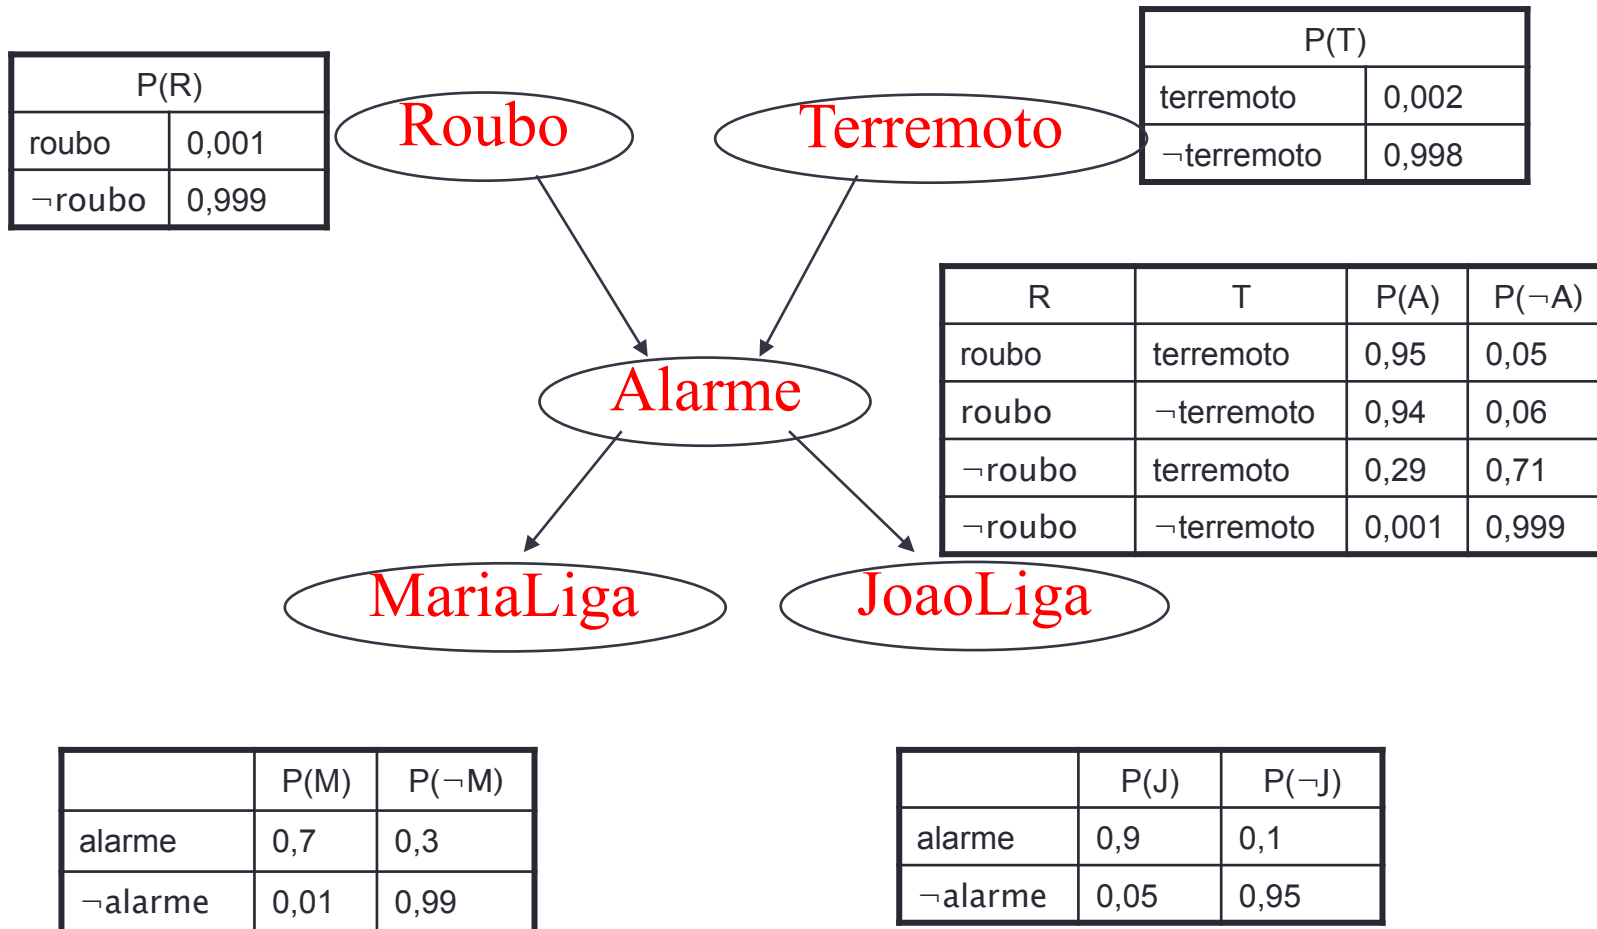 P(T)
terremoto 0,002
¬terremoto 0,998
P(R)
roubo 0,001
¬roubo 0,999
Roubo
Terremoto
R T P(A) P(¬A)
roubo terremoto 0,95 0,05
roubo ¬terremoto 0,94 0,06
¬roubo terremoto 0,29 0,71
¬roubo ¬terremoto 0,001 0,999
Alarme
MariaLiga
JoaoLiga
P(M) P(¬M)
alarme 0,7 0,3
¬alarme 0,01 0,99
P(J) P(¬J)
alarme 0,9 0,1
¬alarme 0,05 0,95